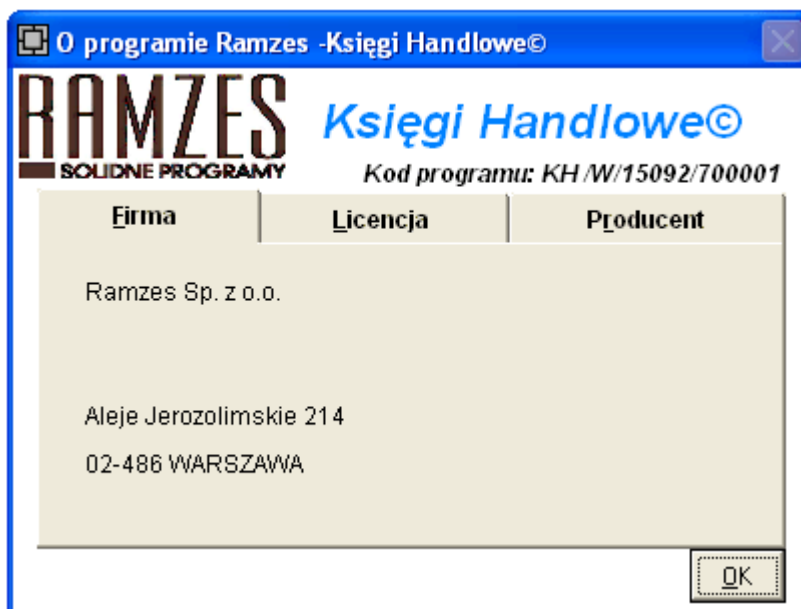 O programie Ramzes -Księgi Handlowe©
RAMZES
SOLIDNE PROGRAMY
Księgi Handlowe©
Kod programu: KH /W/15092/700001
Firma Licencja Producent
Ramzes Sp. z o.o.
Aleje Jerozolimskie 214
02-486 WARSZAWA
OK